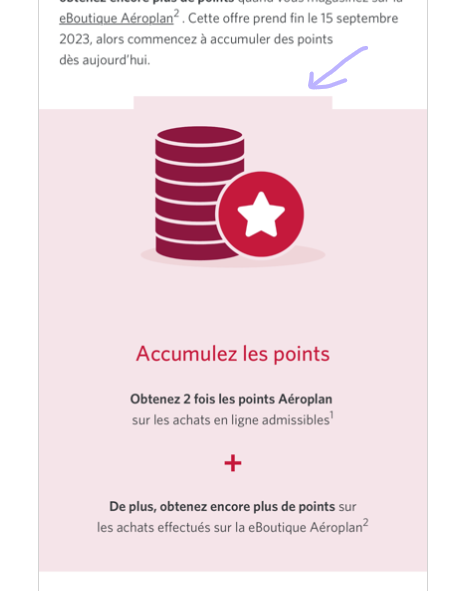 obtenez encore plus de points quand vous magasinez sur la
eBoutique Aéroplan². Cette offre prend fin le 15 septembre
2023, alors commencez à accumuler des points
dès aujourd'hui.
Accumulez les points
Obtenez 2 fois les points Aéroplan
sur les achats en ligne admissibles¹
+
De plus, obtenez encore plus de points sur
les achats effectués sur la eBoutique Aéroplan²